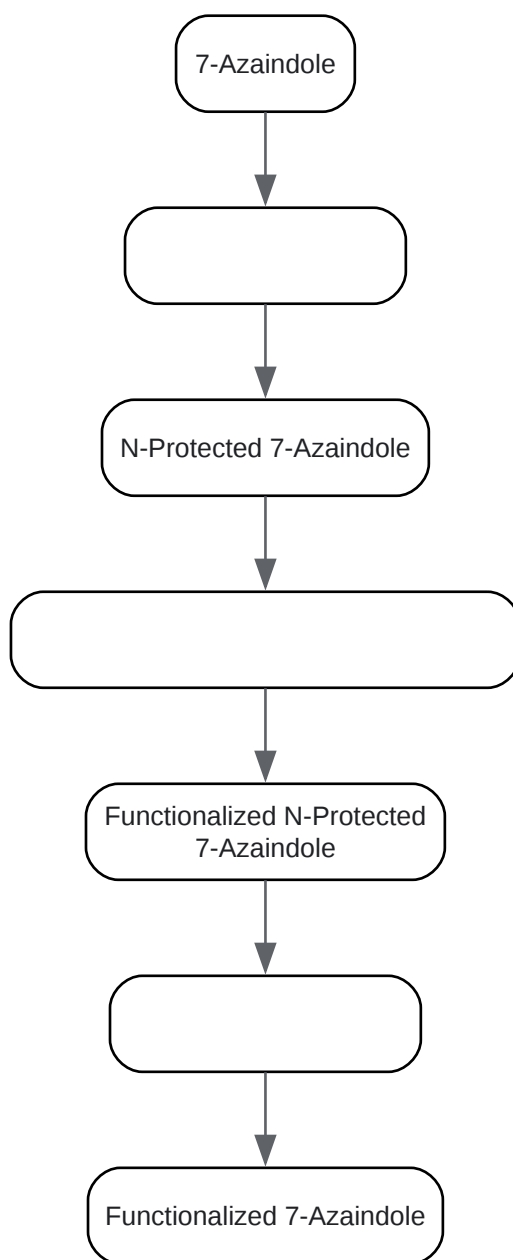 7-Azaindole
N-Protected 7-Azaindole
Functionalized N-Protected
7-Azaindole
Functionalized 7-Azaindole